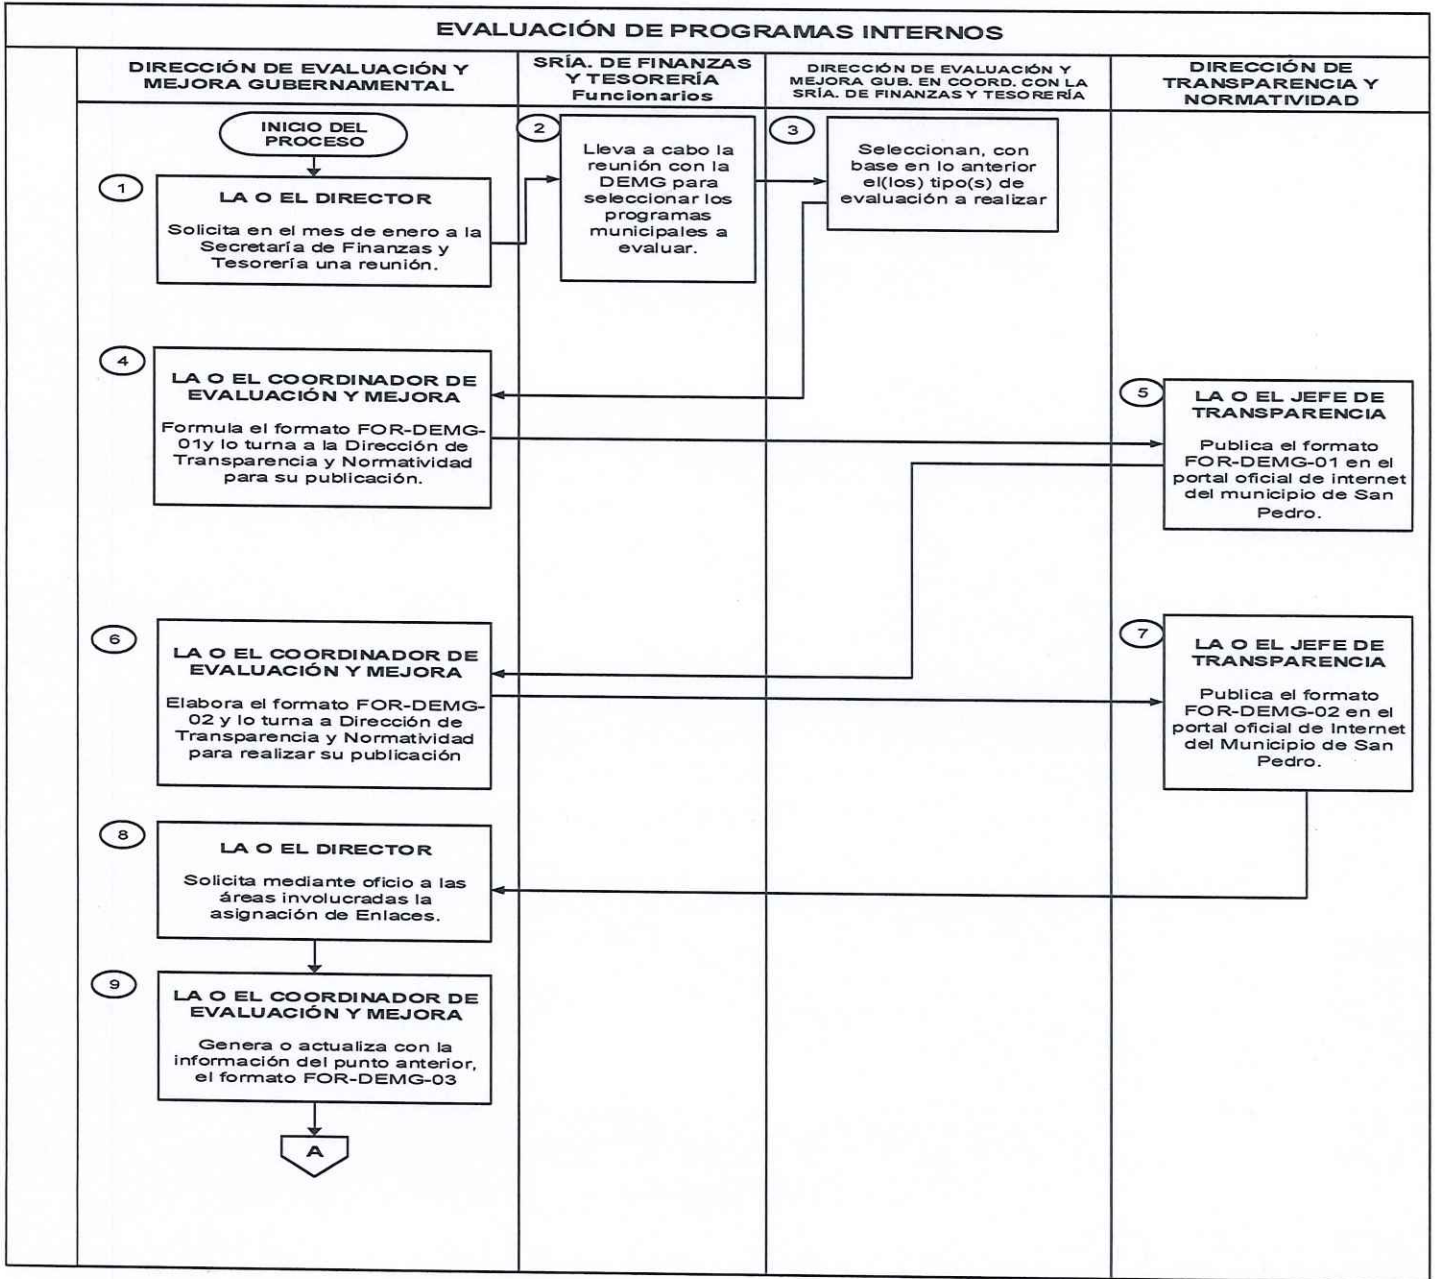 EVALUACIÓN DE PROGRAMAS INTERNOS
DIRECCIÓN DE EVALUACIÓN Y
MEJORA GUBERNAMENTAL
SRÍA. DE FINANZAS
Y TESORERÍA
Funcionarios
DIRECCIÓN DE EVALUACIÓN Y
MEJORA GUB. EN COORD. CON LA
SRÍA. DE FINANZAS Y TESORERÍA
DIRECCIÓN DE
TRANSPARENCIA Y
NORMATIVIDAD
INICIO DEL
PROCESO
1
LA O EL DIRECTOR
Solicita en el mes de enero a la
Secretaría de Finanzas y
Tesorería una reunión.
2
Lleva a cabo la
reunión con la
DEMG para
seleccionar los
programas
municipales a
evaluar.
3
Seleccionan, con
base en lo anterior
el(los) tipo(s) de
evaluación a realizar
4
LA O EL COORDINADOR DE
EVALUACIÓN Y MEJORA
Formula el formato FOR-DEMG-
01y lo turna a la Dirección de
Transparencia y Normatividad
para su publicación.
5
LA O EL JEFE DE
TRANSPARENCIA
Publica el formato
FOR-DEMG-01 en el
portal oficial de internet
del municipio de San
Pedro.
6
LA O EL COORDINADOR DE
EVALUACIÓN Y MEJORA
Elabora el formato FOR-DEMG-
02 y lo turna a Dirección de
Transparencia y Normatividad
para realizar su publicación
7
LA O EL JEFE DE
TRANSPARENCIA
Publica el formato
FOR-DEMG-02 en el
portal oficial de Internet
del Municipio de San
Pedro.
8
LA O EL DIRECTOR
Solicita mediante oficio a las
áreas involucradas la
asignación de Enlaces.
9
LA O EL COORDINADOR DE
EVALUACIÓN Y MEJORA
Genera o actualiza con la
información del punto anterior,
el formato FOR-DEMG-03
A